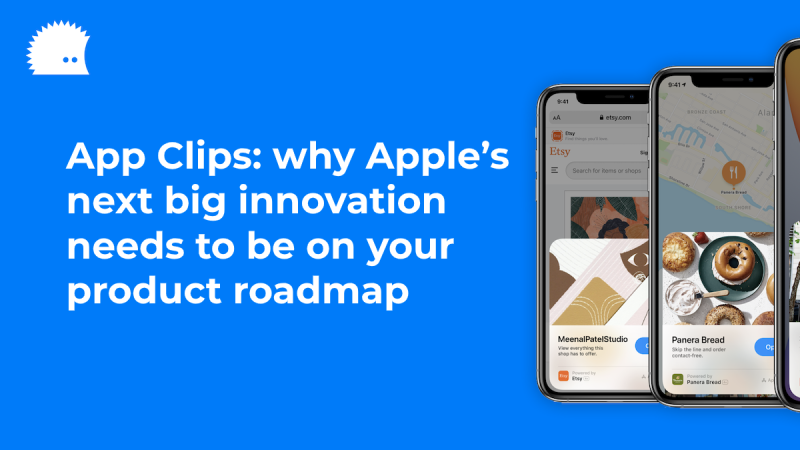 App Clips: why Apple's
next big innovation
needs to be on your
product roadmap
9:41
AA
etsy.com
Etsy
Etsy
Search for items or shops
MeenalPatelStudio
View everything this
shop has to offer.
Powered by
Etsy
9:41
Panera Bread
Panera Bread
Skip the line and order
contact-free.
Powered by
Panera Bread